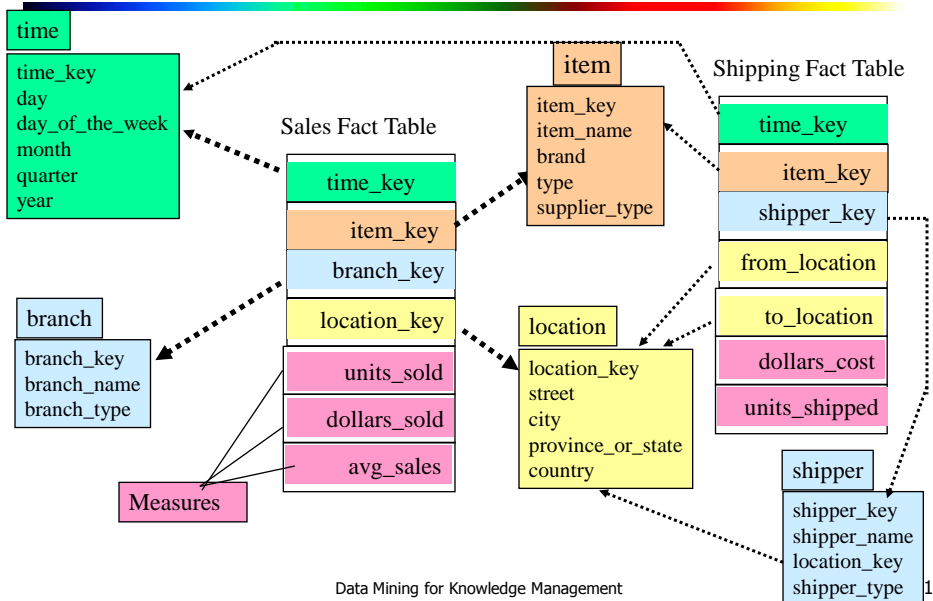 time
time_key
day
day_of_the_week
month
quarter
year
Sales Fact Table
time_key
item_key
branch_key
location_key
units_sold
dollars_sold
avg_sales
Measures
branch
branch_key
branch_name
branch_type
item
item_key
item_name
brand
type
supplier_type
location
location_key
street
city
province_or_state
country
Shipping Fact Table
time_key
item_key
shipper_key
from_location
to_location
dollars_cost
units_shipped
shipper
shipper_key
shipper_name
location_key
shipper_type
Data Mining for Knowledge Management
1